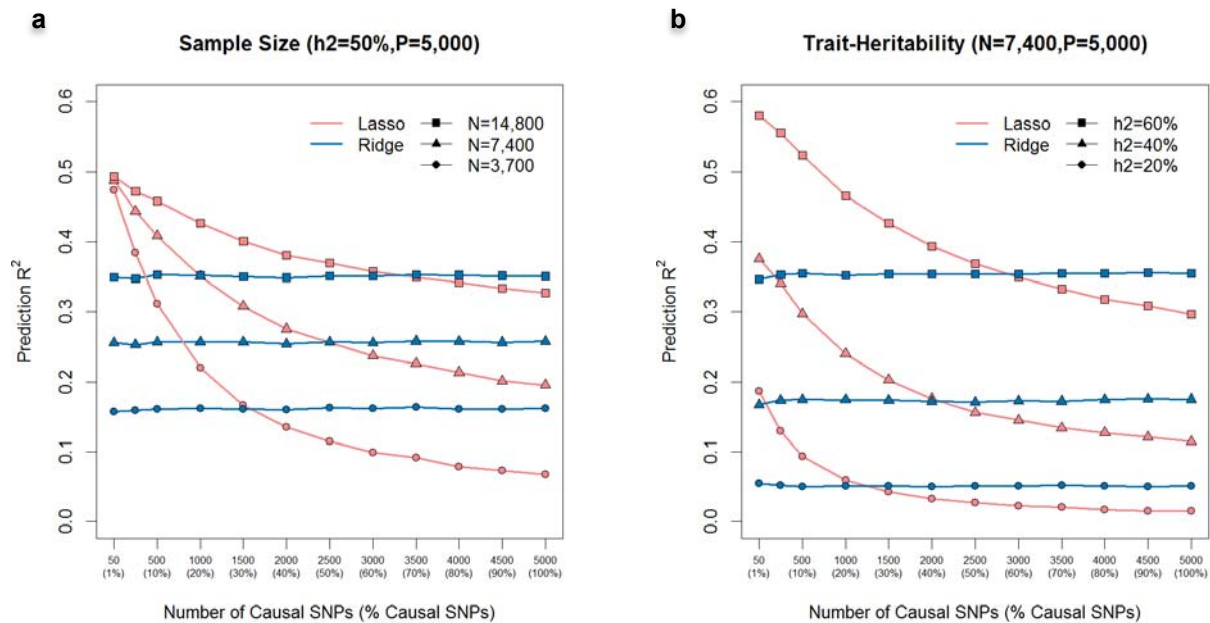 a
Sample Size (h2=50%,P=5,000)
Prediction R²
0.6
0.5
0.4
0.3
0.2
0.1
0.0
Lasso
Ridge
N=14,800
N=7,400
N=3,700
50 500 1000 1500 2000 2500 3000 3500 4000 4500 5000
(1%) (10%) (20%) (30%) (40%) (50%) (60%) (70%) (80%) (90%) (100%)
Number of Causal SNPs (% Causal SNPs)
b
Trait-Heritability (N=7,400,P=5,000)
Prediction R²
0.6
0.5
0.4
0.3
0.2
0.1
0.0
Lasso
Ridge
h2=60%
h2=40%
h2=20%
50 500 1000 1500 2000 2500 3000 3500 4000 4500 5000
(1%) (10%) (20%) (30%) (40%) (50%) (60%) (70%) (80%) (90%) (100%)
Number of Causal SNPs (% Causal SNPs)